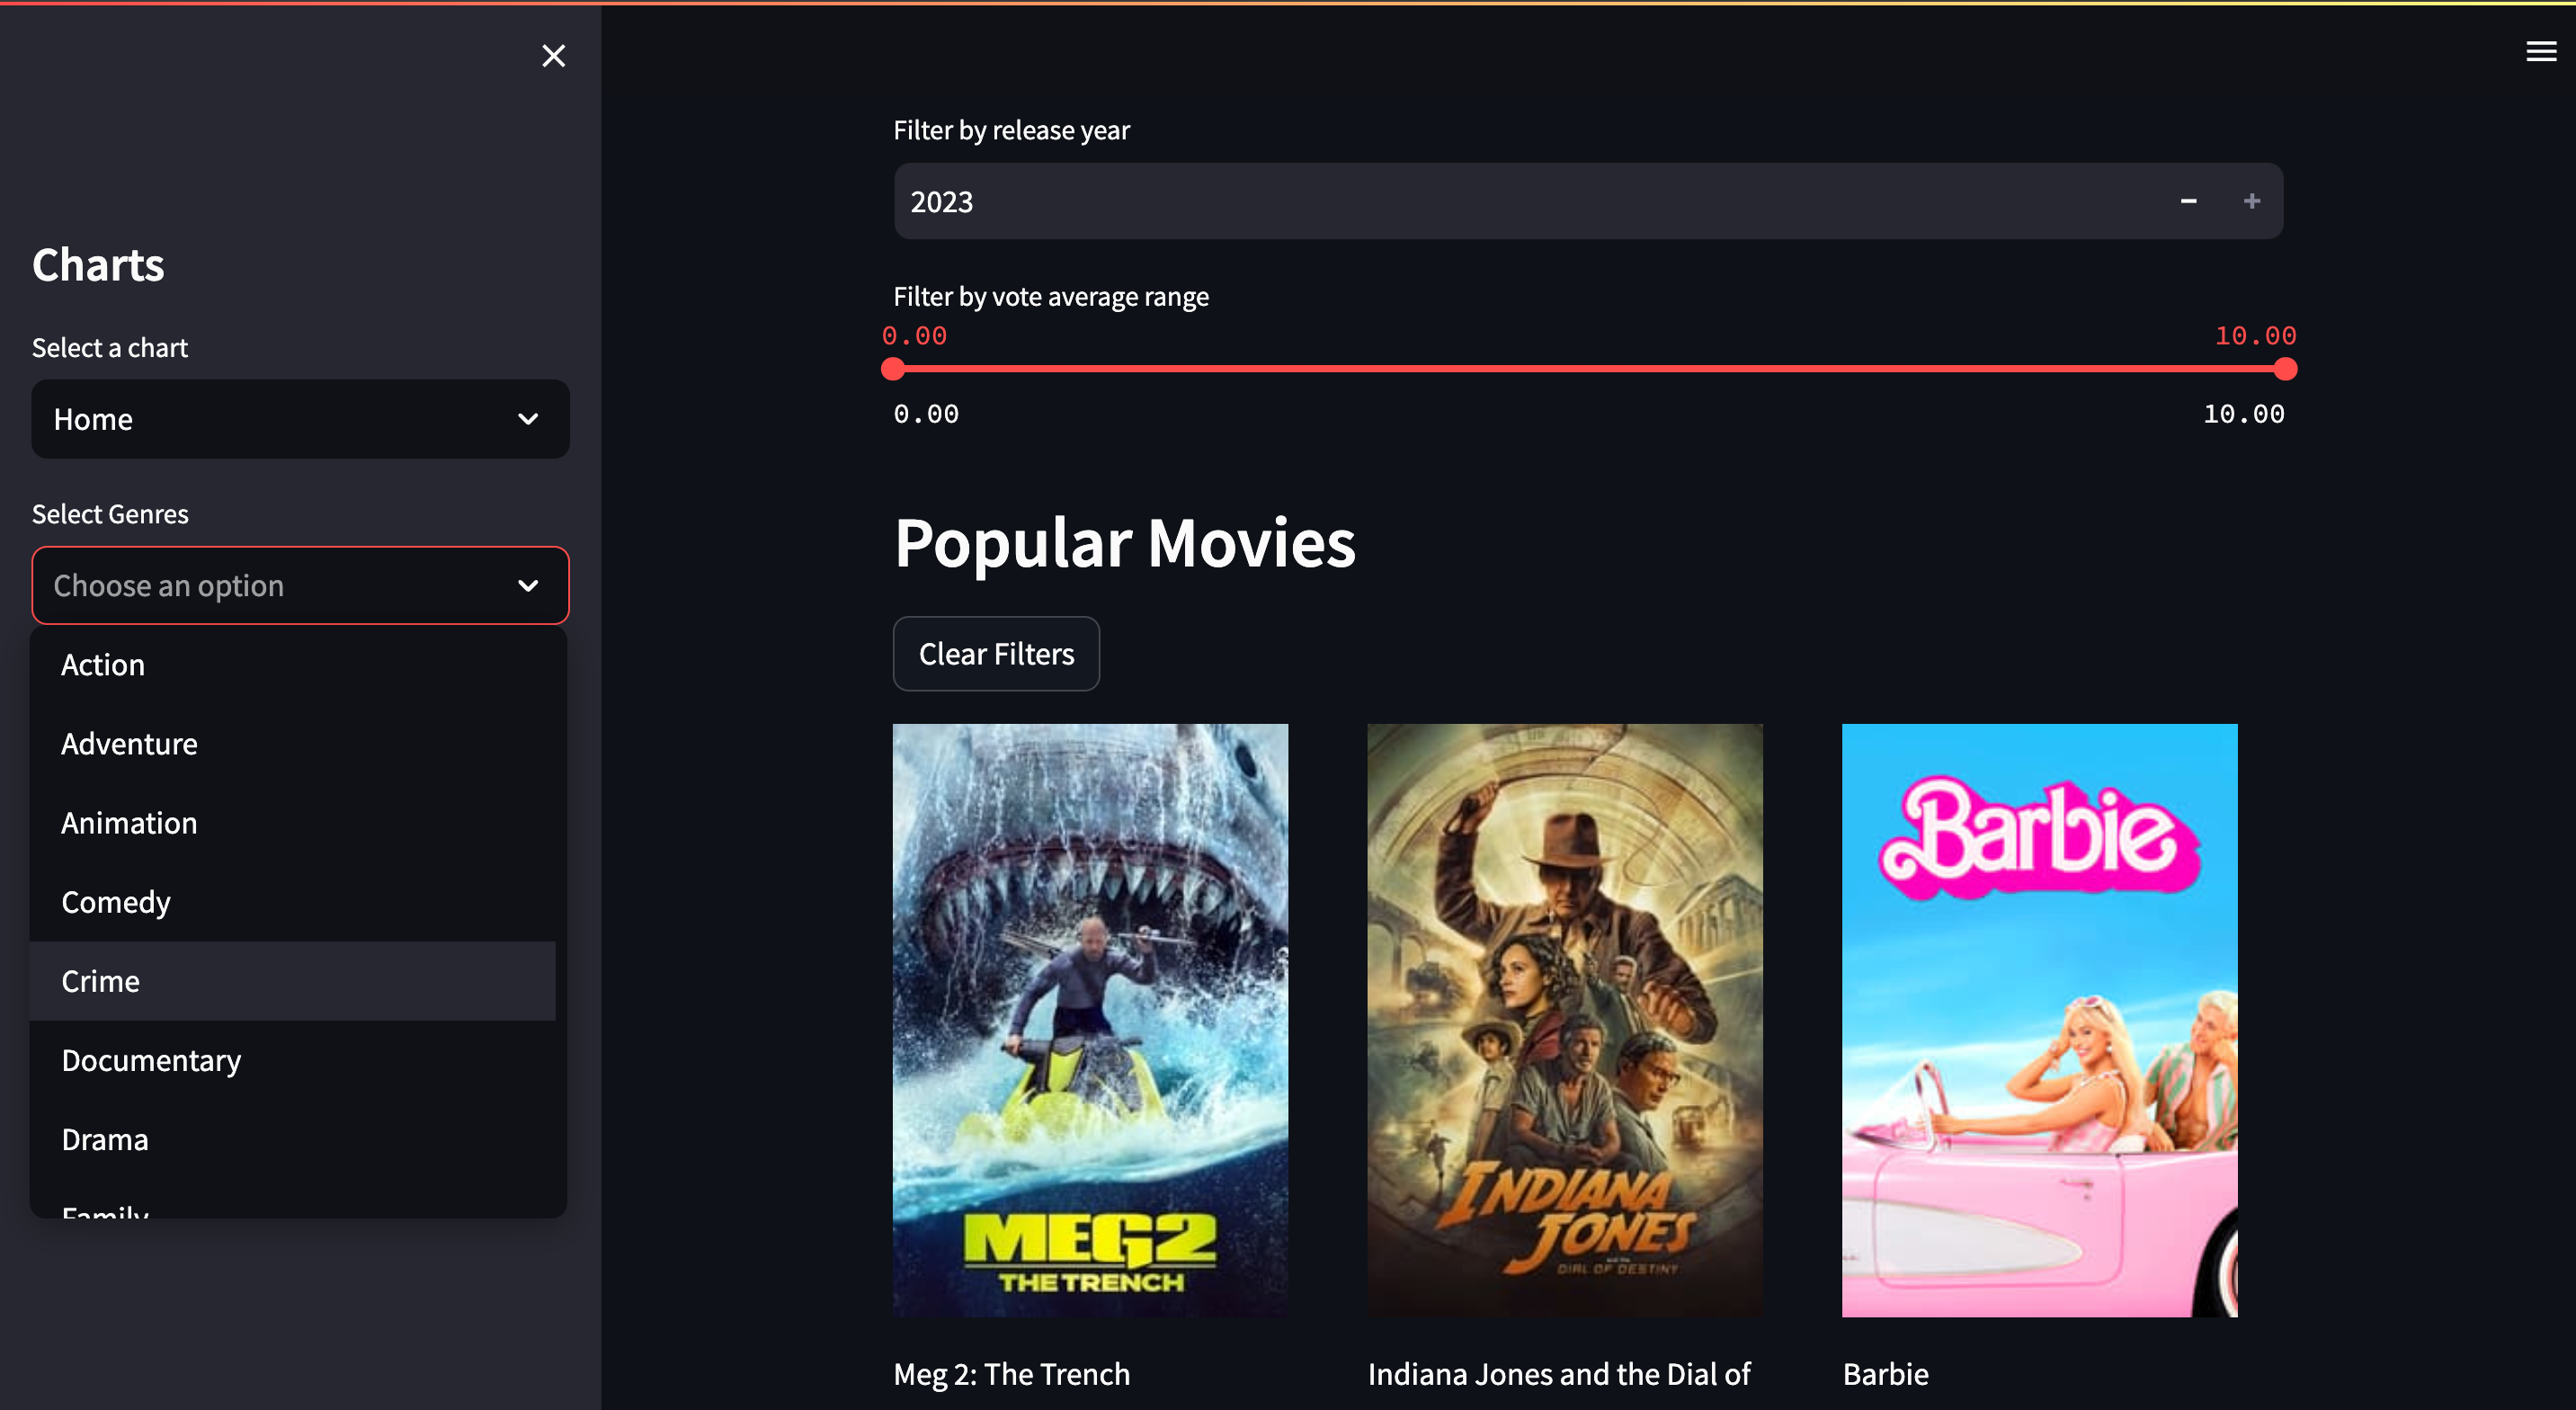 Charts
Select a chart
Home
Select Genres
Choose an option
Action
Adventure
Animation
Comedy
Crime
Documentary
Drama
Family
Filter by release year
2023
Filter by vote average range
0.00 10.00
0.00 10.00
Popular Movies
Clear Filters
MEG2
THE TRENCH
INDIANA
JONES
AND THE
DIAL OF DESTINY
Barbie
Meg 2: The Trench
Indiana Jones and the Dial of
Barbie